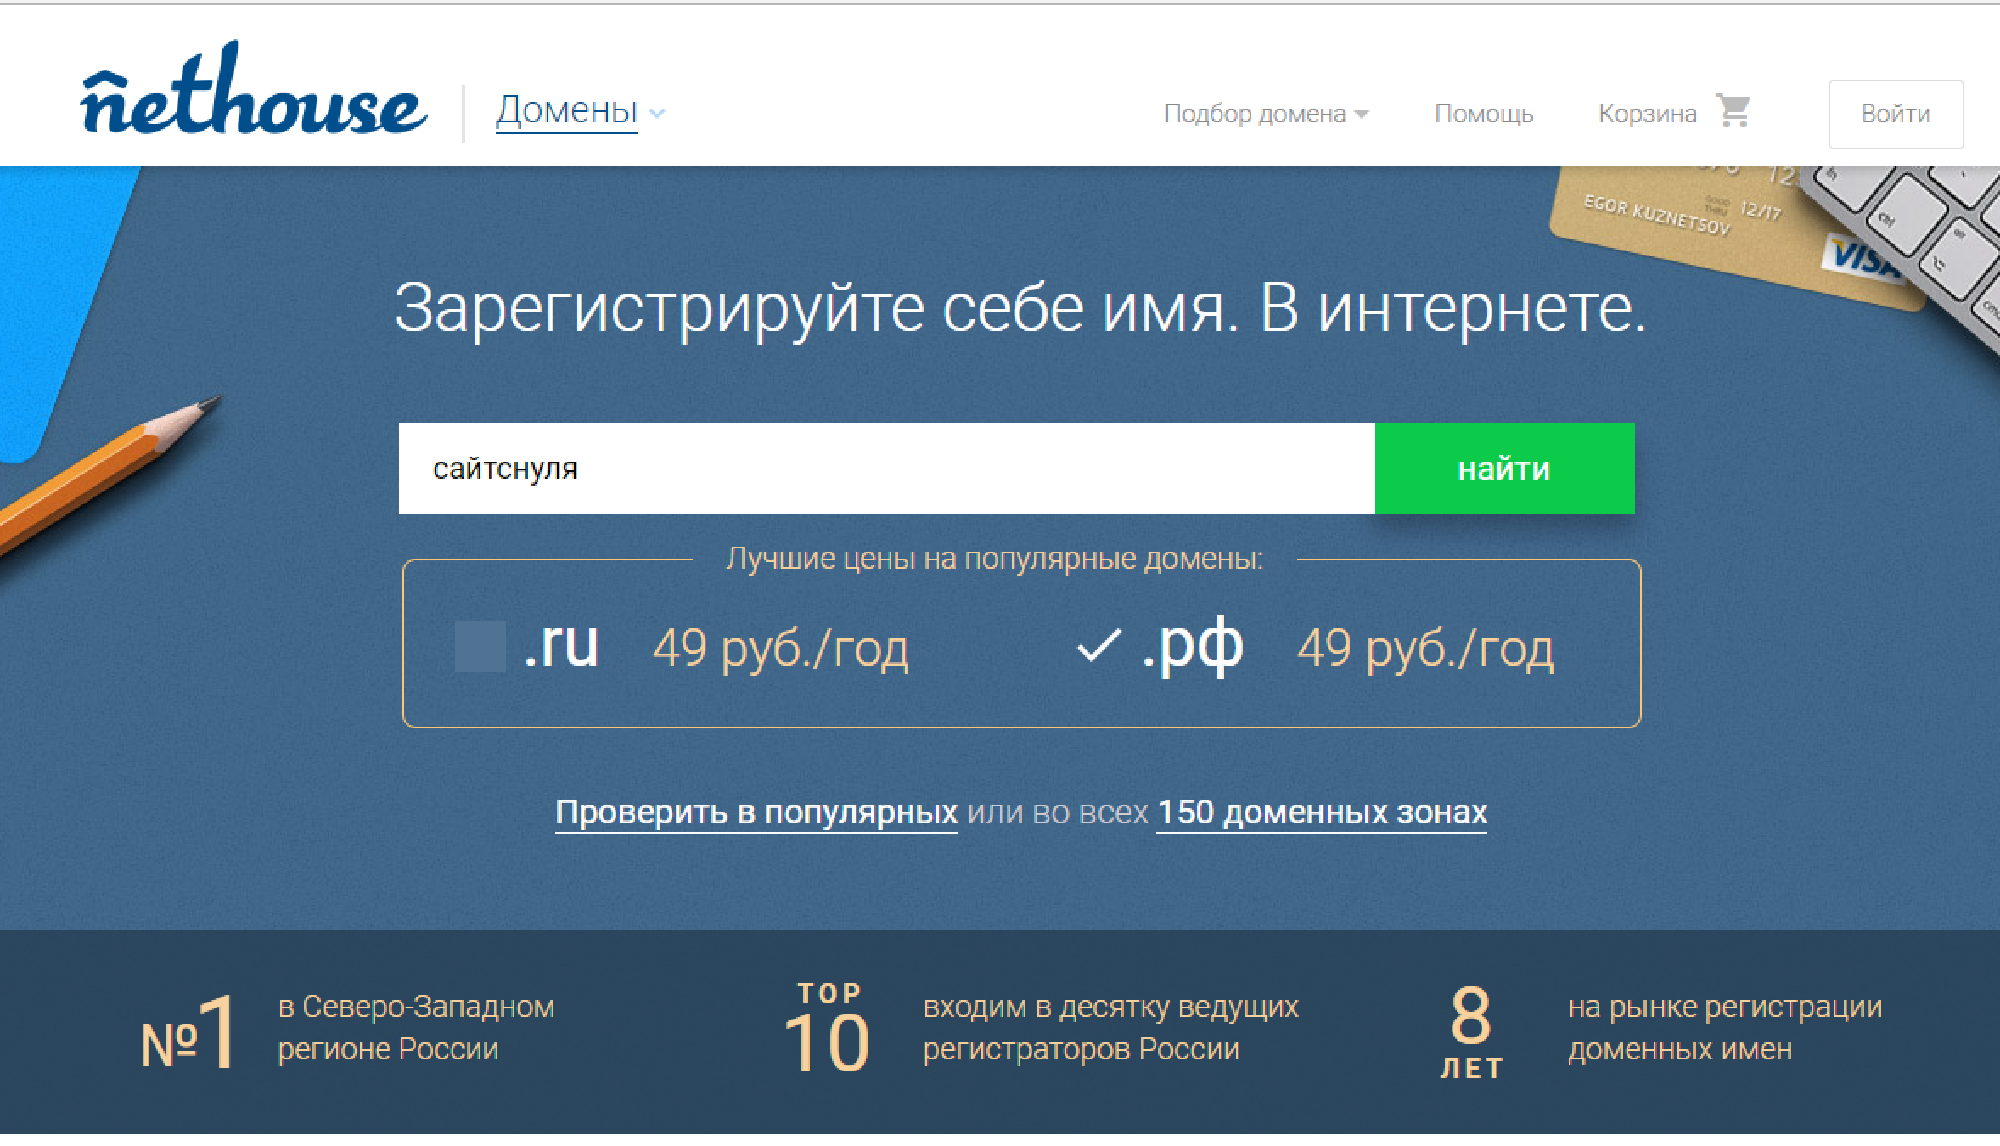 ñethouse
Домены
Подбор домена
Помощь
Корзина
Войти
EGOR KUZNETSOV
GOOD THRU 12/17
VISA
Зарегистрируйте себе имя. В интернете.
сайтснуля
найти
Лучшие цены на популярные домены:
.ru 49 руб./год
.рф 49 руб./год
Проверить в популярных или во всех 150 доменных зонах
№1
в Северо-Западном
регионе России
TOP
10
входим в десятку ведущих
регистраторов России
8
ЛЕТ
на рынке регистрации
доменных имен